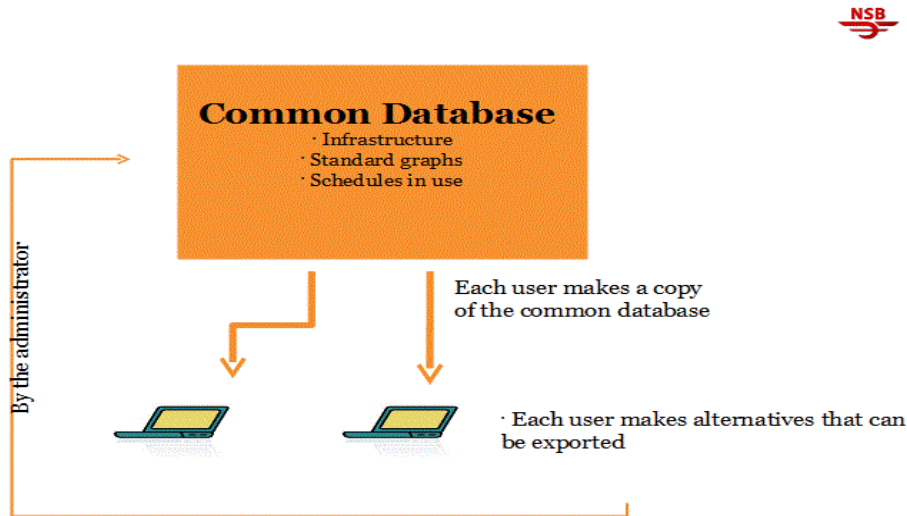 NSB
Common Database
· Infrastructure
· Standard graphs
· Schedules in use
Each user makes a copy
of the common database
By the administrator
· Each user makes alternatives that can
be exported